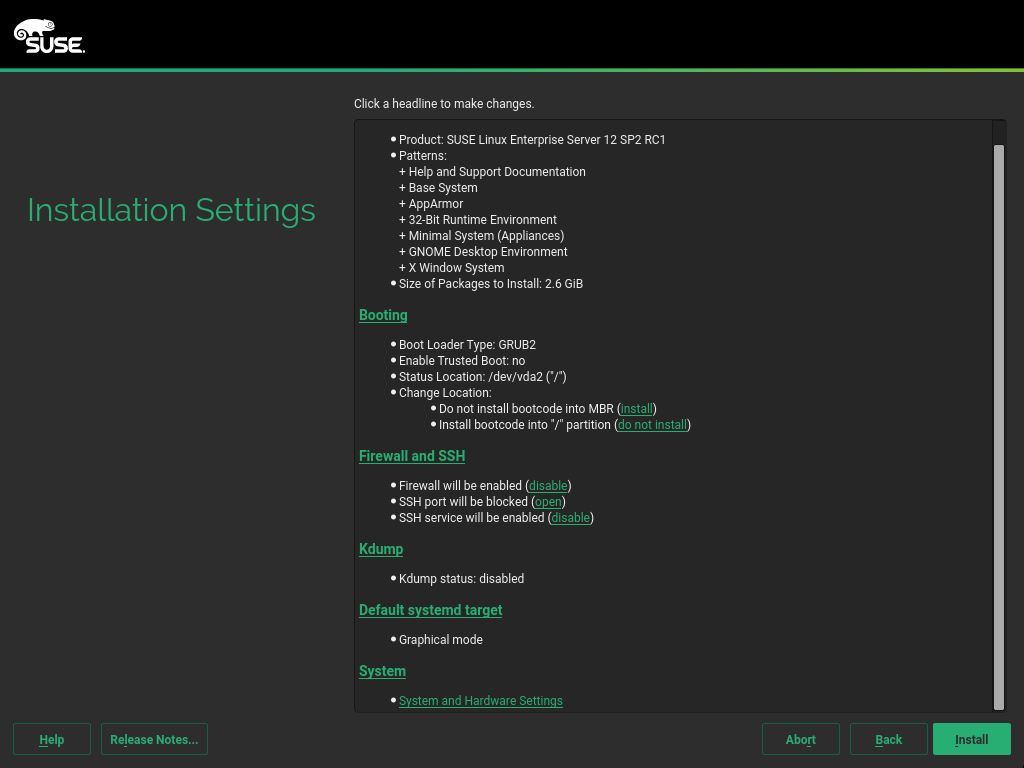 SUSE.
Click a headline to make changes.
Installation Settings
• Product: SUSE Linux Enterprise Server 12 SP2 RC1
• Patterns:
+ Help and Support Documentation
+ Base System
+ AppArmor
+ 32-Bit Runtime Environment
+ Minimal System (Appliances)
+ GNOME Desktop Environment
+ X Window System
• Size of Packages to Install: 2.6 GiB
Booting
• Boot Loader Type: GRUB2
• Enable Trusted Boot: no
• Status Location: /dev/vda2 ("/")
• Change Location:
• Do not install bootcode into MBR (install)
• Install bootcode into "/" partition (do not install)
Firewall and SSH
• Firewall will be enabled (disable)
• SSH port will be blocked (open)
• SSH service will be enabled (disable)
Kdump
• Kdump status: disabled
Default systemd target
• Graphical mode
System
• System and Hardware Settings
Help
Release Notes...
Abort
Back
Install